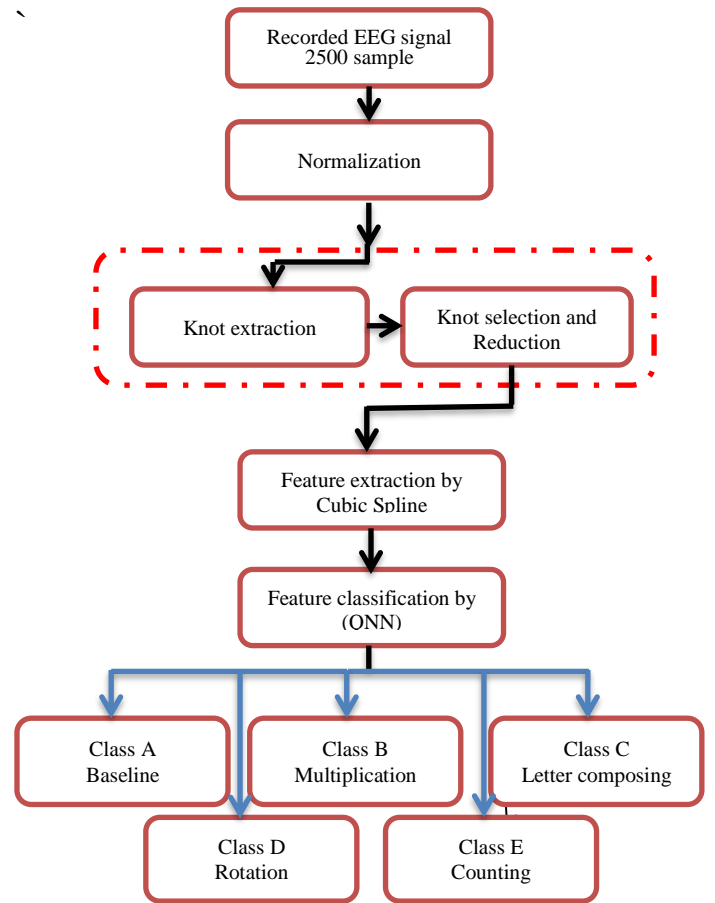 `
Recorded EEG signal
2500 sample
Normalization
Knot extraction
Knot selection and
Reduction
Feature extraction by
Cubic Spline
Feature classification by
(QNN)
Class A
Baseline
Class B
Multiplication
Class C
Letter composing
Class D
Rotation
Class E
Counting